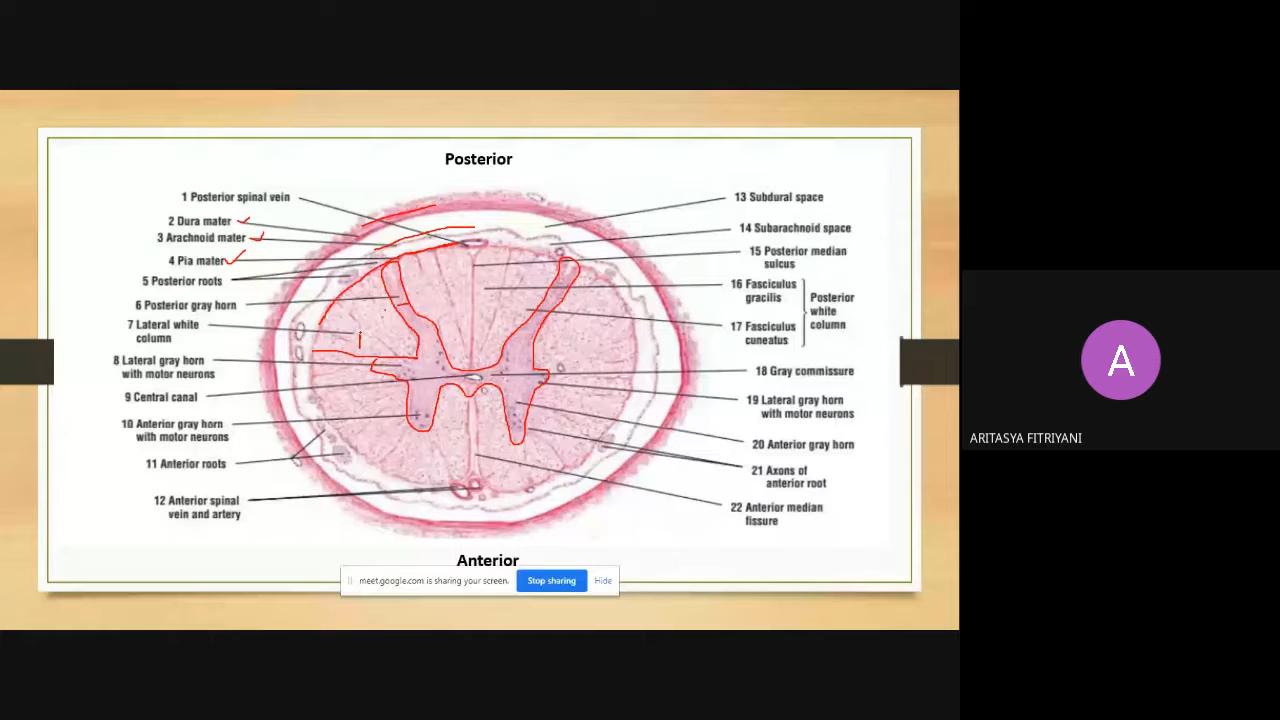 Posterior
1 Posterior spinal vein
2 Dura mater
3 Arachnoid mater
4 Pia mater
5 Posterior roots
6 Posterior gray horn
7 Lateral white
column
8 Lateral gray horn
with motor neurons
9 Central canal
10 Anterior gray horn
with motor neurons
11 Anterior roots
12 Anterior spinal
vein and artery
13 Subdural space
14 Subarachnoid space
15 Posterior median
sulcus
16 Fasciculus
gracilis
17 Fasciculus
cuneatus
Posterior
white
column
18 Gray commissure
19 Lateral gray horn
with motor neurons
20 Anterior gray horn
21 Axons of
anterior root
22 Anterior median
fissure
Anterior
meet.google.com is sharing your screen.
Stop sharing
Hide
A
ARITASYA FITRIYANI